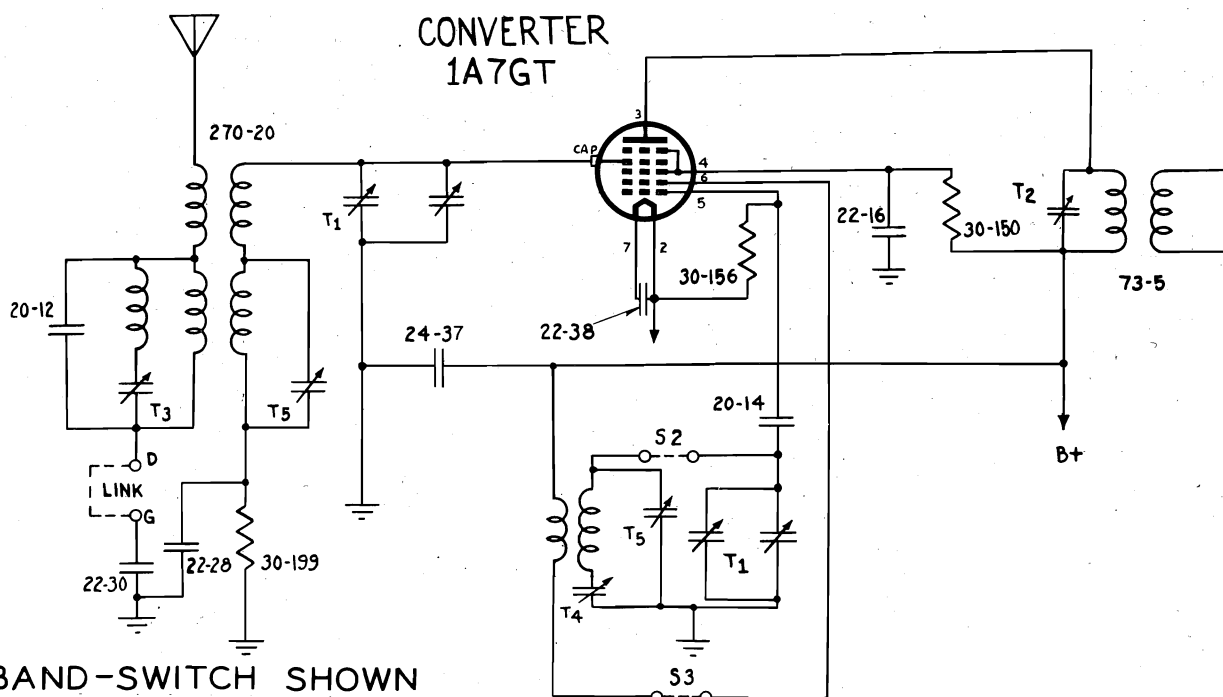 CONVERTER
1A7GT
270-20
3
CAP
4
6
5
T1
T2
22-16
30-150
7
2
30-156
73-5
20-12
22-38
24-37
T3
T5
20-14
S2
B+
D
LINK
G
T5
T1
22-30
22-28
30-199
T4
S3
BAND-SWITCH SHOWN